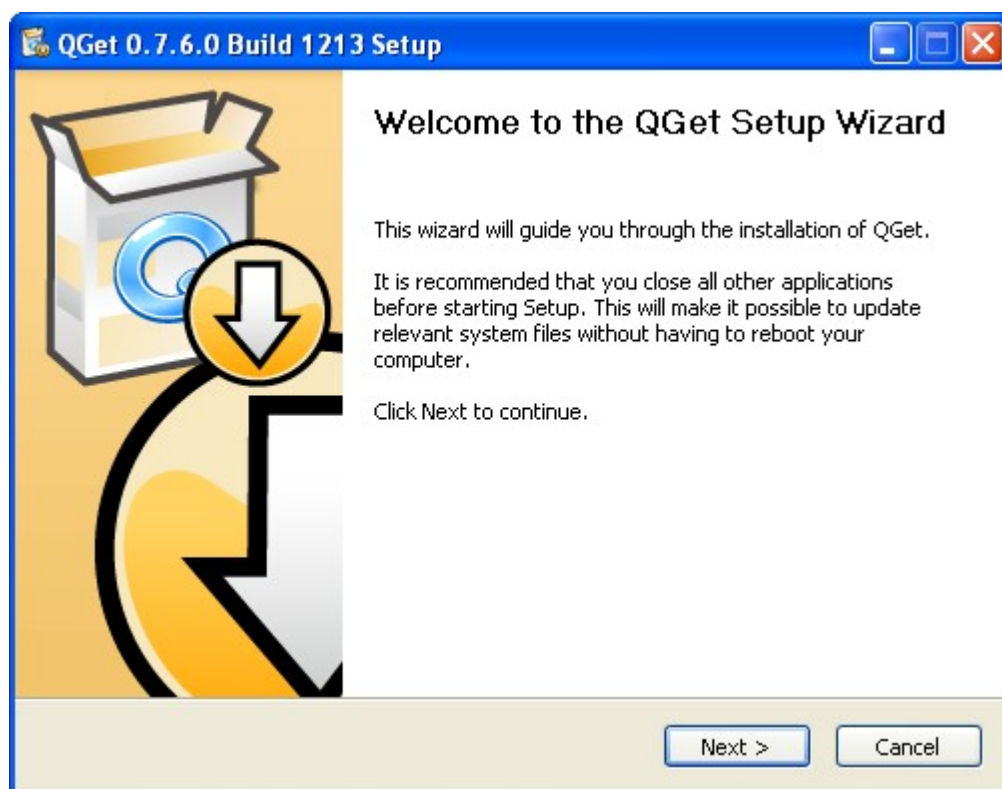 QGet 0.7.6.0 Build 1213 Setup
Welcome to the QGet Setup Wizard
This wizard will guide you through the installation of QGet.
It is recommended that you close all other applications
before starting Setup. This will make it possible to update
relevant system files without having to reboot your
computer.
Click Next to continue.
Q
Next >
Cancel